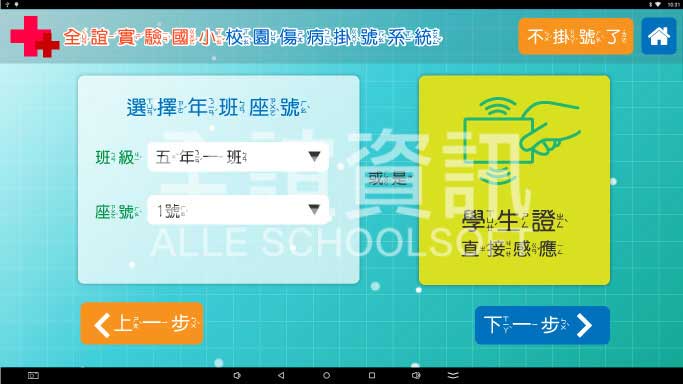 10:31
全誼實驗國小校園傷病掛號系統
不掛號了
選擇年班座號
班級 五年一班
座號 1號
或是
學生證
直接感應
全誼資訊
ALLE SCHOOLSOFT
上一步
下一步